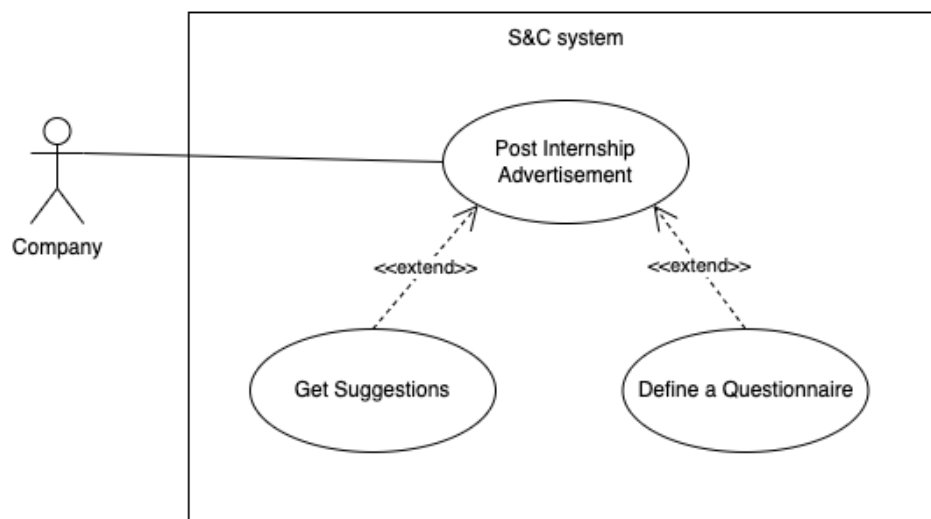 S&C system
Post Internship
Advertisement
Company
<<extend>>
<<extend>>
Get Suggestions
Define a Questionnaire